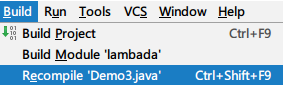 Build Run Tools VCS Window Help
Build Project Ctrl+F9
Build Module 'lambada'
Recompile 'Demo3.java' Ctrl+Shift+F9